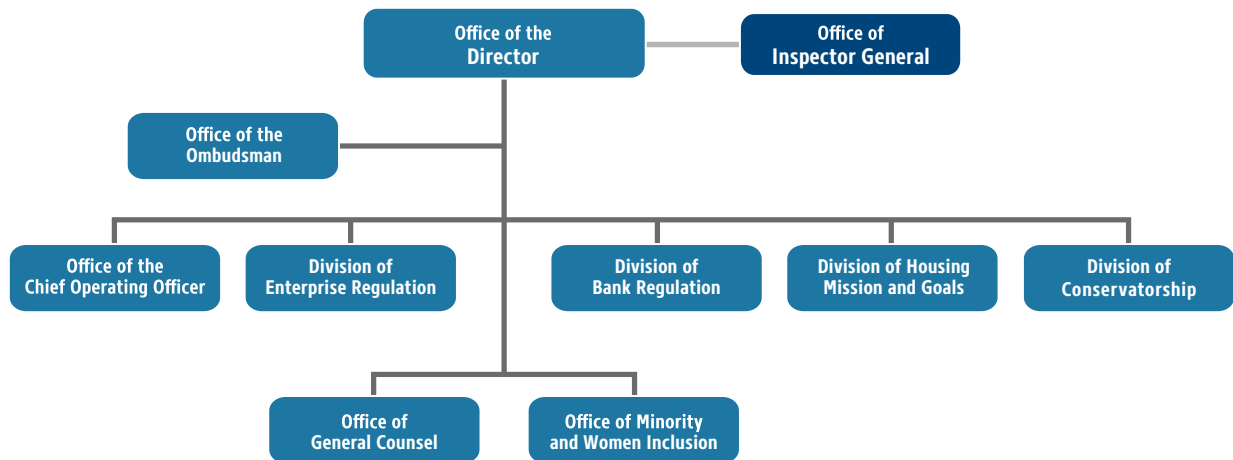 Office of the
Director
Office of
Inspector General
Office of the
Ombudsman
Office of the
Chief Operating Officer
Division of
Enterprise Regulation
Division of
Bank Regulation
Division of Housing
Mission and Goals
Division of
Conservatorship
Office of
General Counsel
Office of Minority
and Women Inclusion